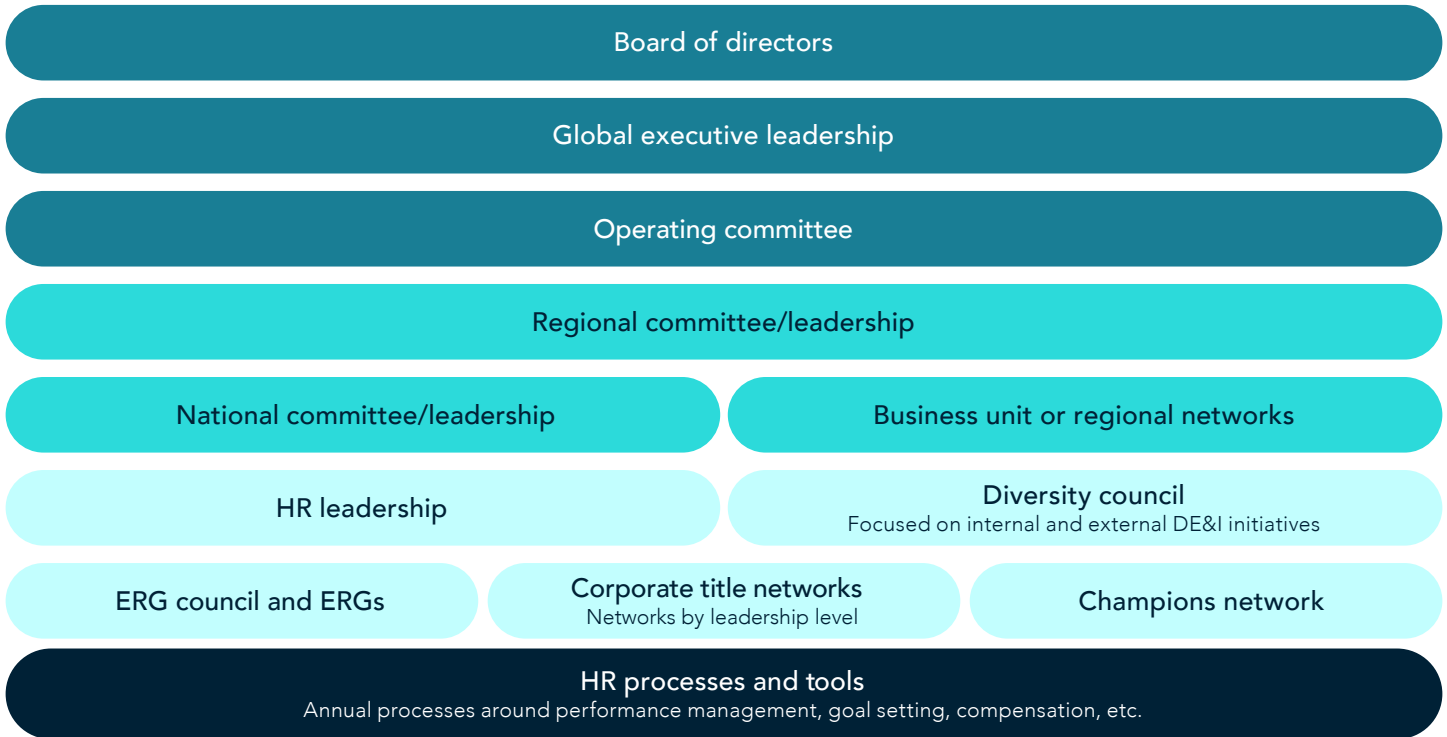 Board of directors
Global executive leadership
Operating committee
Regional committee/leadership
National committee/leadership
Business unit or regional networks
HR leadership
Diversity council
Focused on internal and external DE&I initiatives
ERG council and ERGs
Corporate title networks
Networks by leadership level
Champions network
HR processes and tools
Annual processes around performance management, goal setting, compensation, etc.